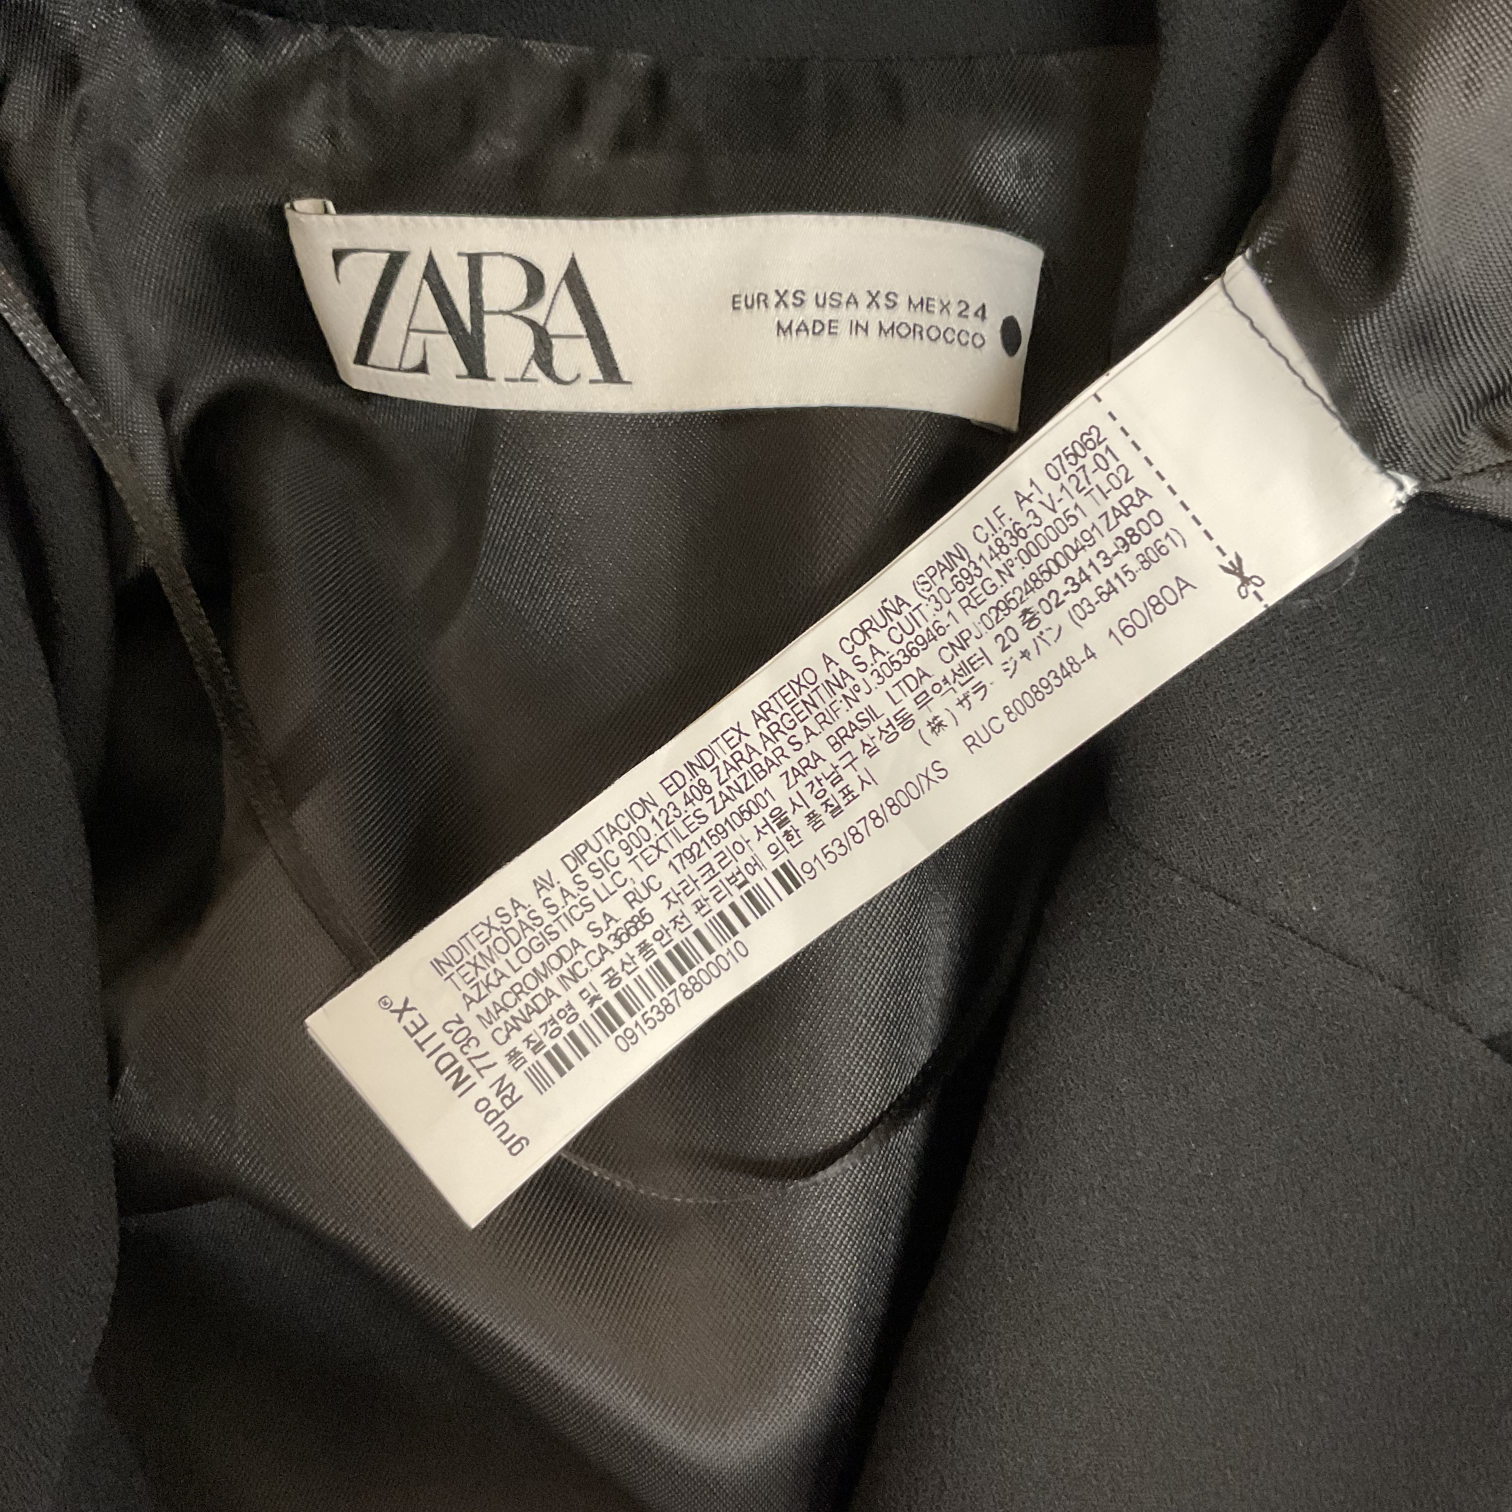 ZARA
EUR XS USA XS MEX 24
MADE IN MOROCCO
grupo INDITEX®
RN 77302
INDITEX,SA. AV. DIPUTACION ED.INDITEX ARTEIXO A CORUÑA (SPAIN) C.I.F. A-1 075062
TEXMODAS S.A.S SIC 900.123.408 ZARA ARGENTINA S.A. CUIT:30-69314836-3 V-127-01
AZKA LOGISTICS LLC, TEXTILES ZANZIBAR S.A.RIF:NºJ.30536946-1 REG.Nº:0000051 TI-02
MACROMODA S.A. RUC 1792159105001 ZARA BRASIL LTDA CNPJ:02952485000491 ZARA
CANADA INC.CA36685 자라코리아 서울시 강남구 삼성동 무역센터 20 층02-3413-9800
품질경영 및 공산 품안전 관리법에 의한 품질표시 (株)ザラ·ジャパン (03-6415-8061)
9153/878/800/XS RUC 80089348-4 160/80A
09153878800010